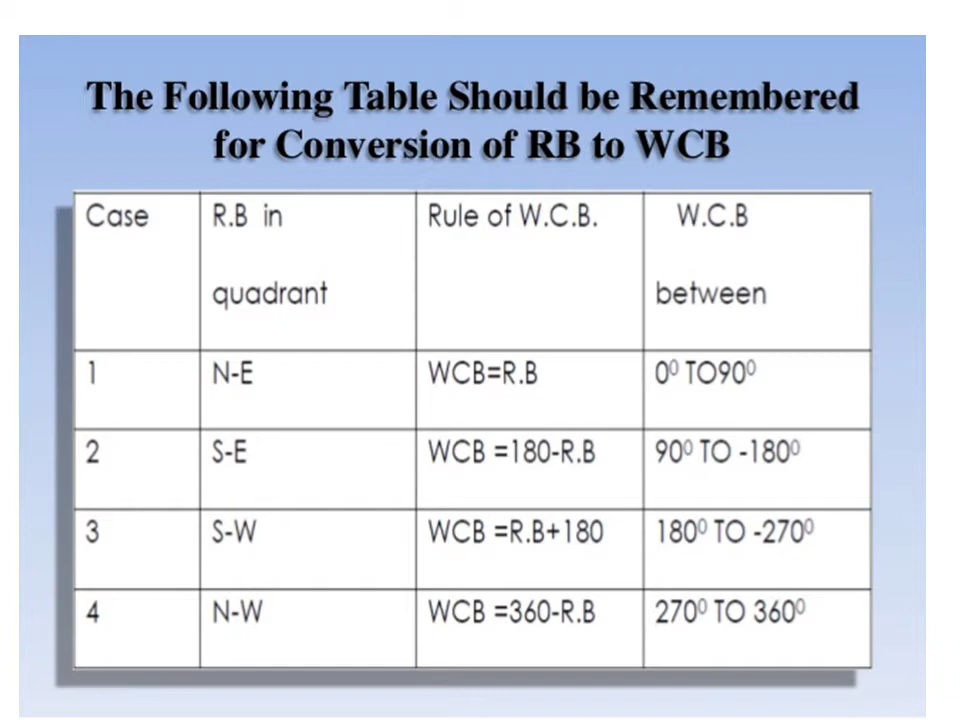 The Following Table Should be Remembered
for Conversion of RB to WCB
Case R.B in quadrant Rule of W.C.B. W.C.B between
1 N-E WCB=R.B 0⁰ TO90⁰
2 S-E WCB =180-R.B 90⁰ TO -180⁰
3 S-W WCB =R.B+180 180⁰ TO -270⁰
4 N-W WCB =360-R.B 270⁰ TO 360⁰